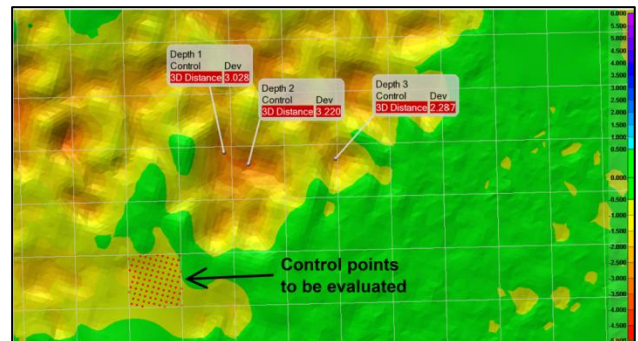 Depth 1
Control Dev
3D Distance 3.028
Depth 2
Control Dev
3D Distance 3.220
Depth 3
Control Dev
3D Distance 2.287
Control points
to be evaluated
6.000
5.500
5.000
4.500
4.000
3.500
3.000
2.500
2.000
1.500
1.000
0.500
0.000
-0.500
-1.000
-1.500
-2.000
-2.500
-3.000
-3.500
-4.000
-4.500